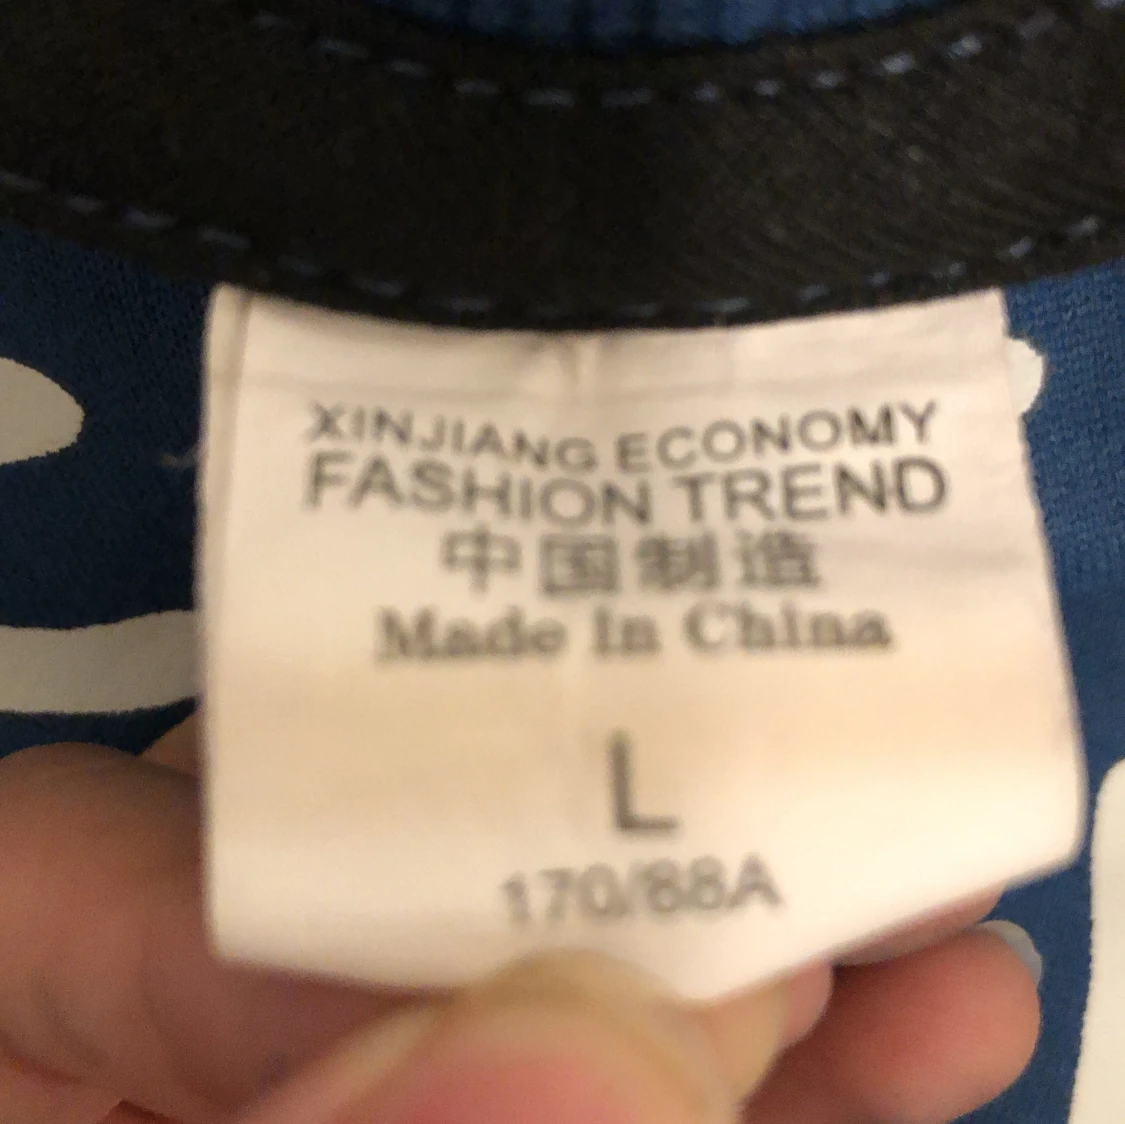 XINJIANG ECONOMY
FASHION TREND
中国制造
Made In China
L
170/88A